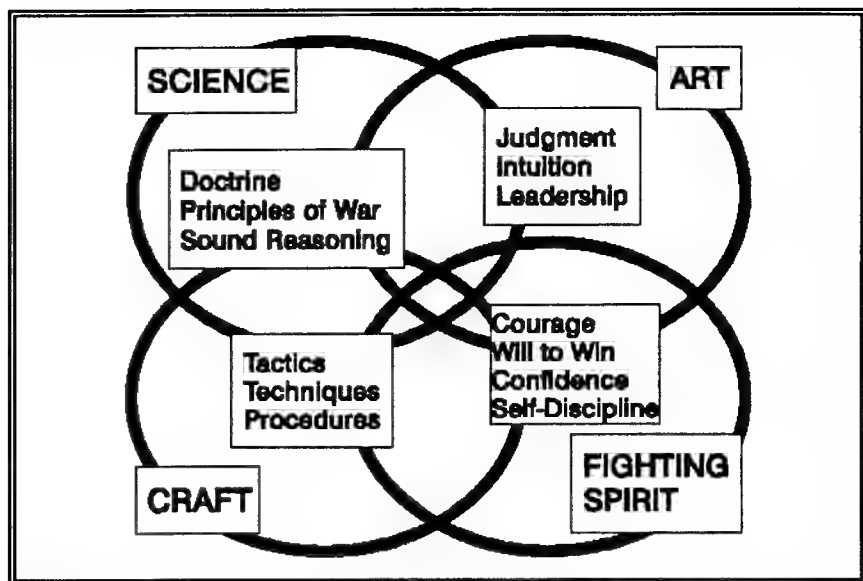 SCIENCE
ART
Judgment
Intuition
Leadership
Doctrine
Principles of War
Sound Reasoning
Tactics
Techniques
Procedures
Courage
Will to Win
Confidence
Self-Discipline
CRAFT
FIGHTING
SPIRIT